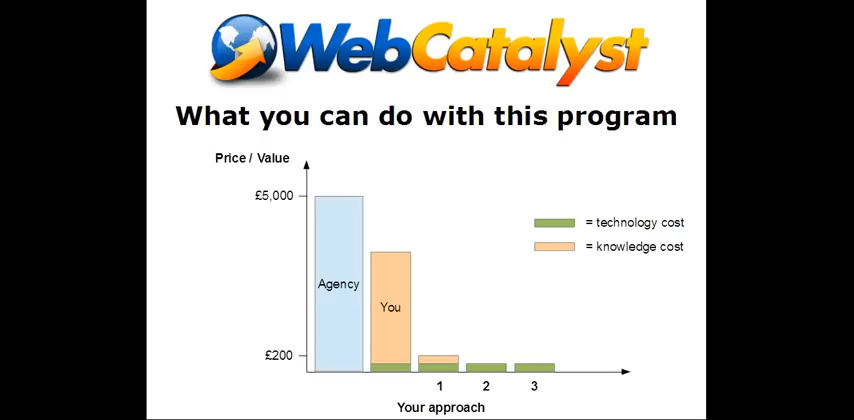 WebCatalyst
What you can do with this program
Price / Value
£5,000
= technology cost
= knowledge cost
Agency
You
£200
1 2 3
Your approach